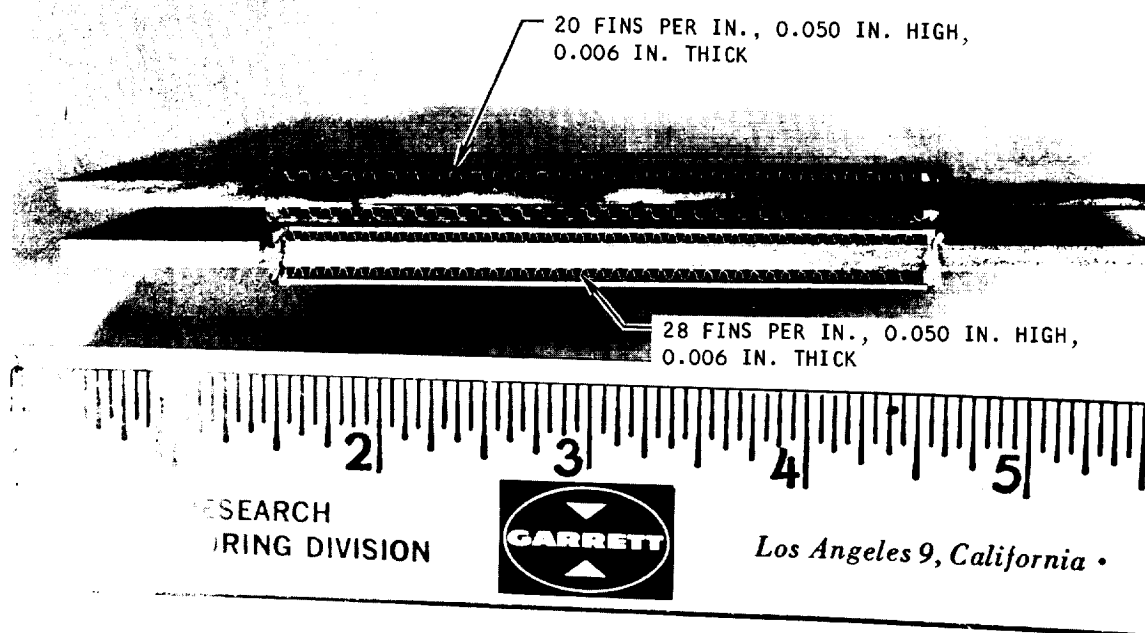 20 FINS PER IN., 0.050 IN. HIGH,
0.006 IN. THICK
28 FINS PER IN., 0.050 IN. HIGH,
0.006 IN. THICK
2 3 4 5
GARRETT
DIVISION
Los Angeles 9, California •